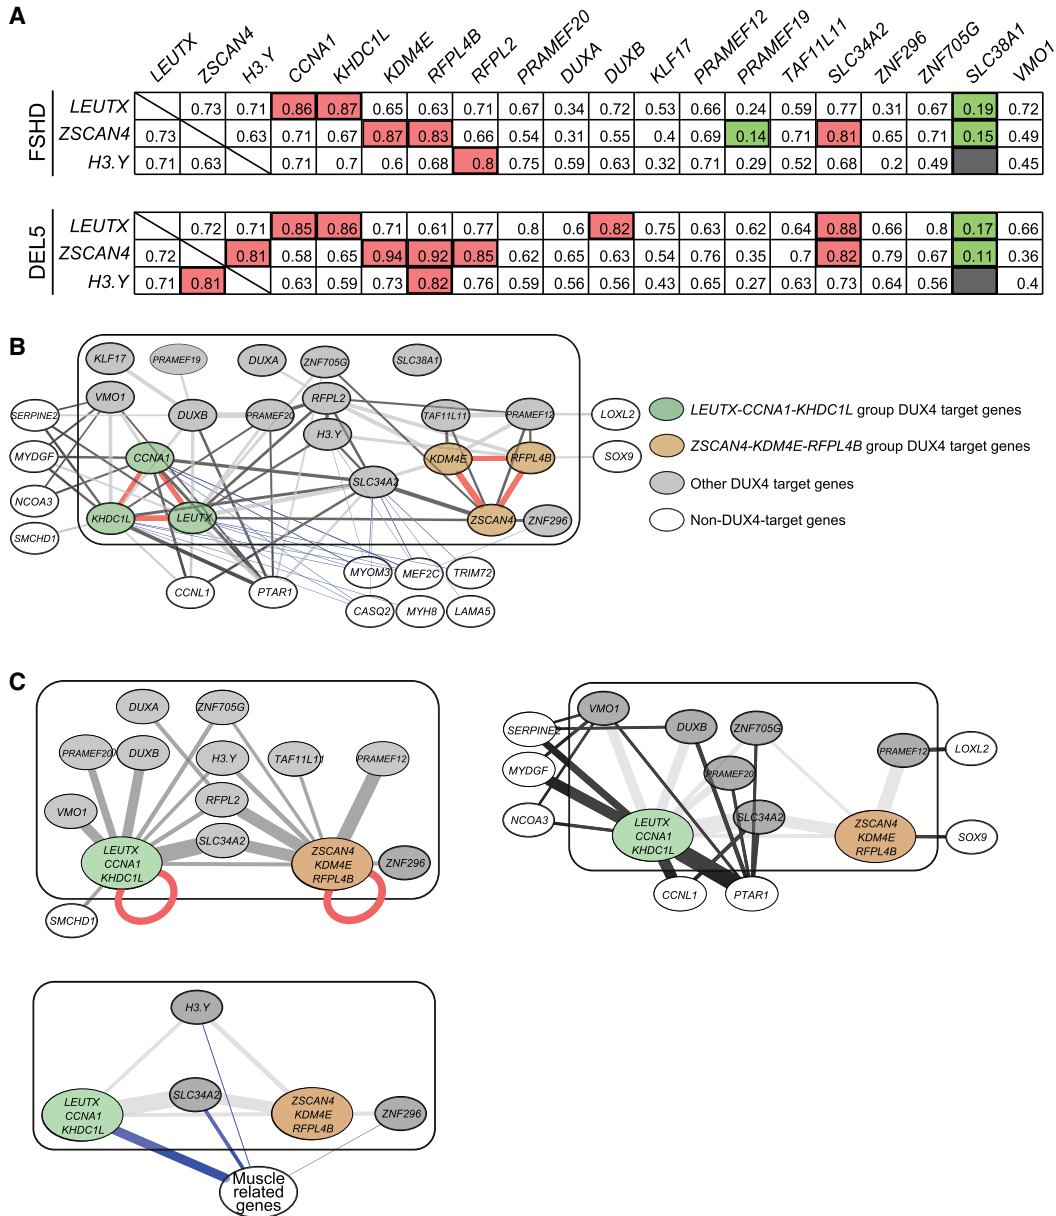 A
LEUTX ZSCAN4 H3.Y CCNA1 KHDC1L KDM4E RFPL4B RFPL2 PRAMEF20 DUXA DUXB KLF17 PRAMEF12 PRAMEF19 TAF11L11 SLC34A2 ZNF296 ZNF705G SLC38A1 VMO1
FSHD
LEUTX 0.73 0.71 0.86 0.87 0.65 0.63 0.71 0.67 0.34 0.72 0.53 0.66 0.24 0.59 0.77 0.31 0.67 0.19 0.72
ZSCAN4 0.73 0.63 0.71 0.67 0.87 0.83 0.66 0.54 0.31 0.55 0.4 0.69 0.14 0.71 0.81 0.65 0.71 0.15 0.49
H3.Y 0.71 0.63 0.71 0.7 0.6 0.68 0.8 0.75 0.59 0.63 0.32 0.71 0.29 0.52 0.68 0.2 0.49 0.45
DEL5
LEUTX 0.72 0.71 0.85 0.86 0.71 0.61 0.77 0.8 0.6 0.82 0.75 0.63 0.62 0.64 0.88 0.66 0.8 0.17 0.66
ZSCAN4 0.72 0.81 0.58 0.65 0.94 0.92 0.85 0.62 0.65 0.63 0.54 0.76 0.35 0.7 0.82 0.79 0.67 0.11 0.36
H3.Y 0.71 0.81 0.63 0.59 0.73 0.82 0.76 0.59 0.56 0.56 0.43 0.65 0.27 0.63 0.73 0.64 0.56 0.4
B
KLF17 PRAMEF19 DUXA ZNF705G SLC38A1
VMO1 RFPL2
SERPINE2 DUXB PRAMEF20 TAF11L11 PRAMEF12 LOXL2
H3.Y
MYDGF CCNA1 KDM4E RFPL4B SOX9
SLC34A2
NCOA3
KHDC1L LEUTX ZSCAN4 ZNF296
SMCHD1
MYOM3 MEF2C TRIM72
CCNL1 PTAR1
CASQ2 MYH8 LAMA5
LEUTX-CCNA1-KHDC1L group DUX4 target genes
ZSCAN4-KDM4E-RFPL4B group DUX4 target genes
Other DUX4 target genes
Non-DUX4-target genes
C
DUXA ZNF705G
PRAMEF20 DUXB H3.Y TAF11L11 PRAMEF12
RFPL2
VMO1
SLC34A2
LEUTX
CCNA1
KHDC1L
ZSCAN4
KDM4E
RFPL4B
ZNF296
SMCHD1
VMO1
SERPINE2 DUXB ZNF705G
PRAMEF12 LOXL2
MYDGF PRAMEF20
NCOA3 SLC34A2
LEUTX
CCNA1
KHDC1L
ZSCAN4
KDM4E
RFPL4B
SOX9
CCNL1 PTAR1
H3.Y
SLC34A2
LEUTX
CCNA1
KHDC1L
ZSCAN4
KDM4E
RFPL4B
ZNF296
Muscle
related
genes